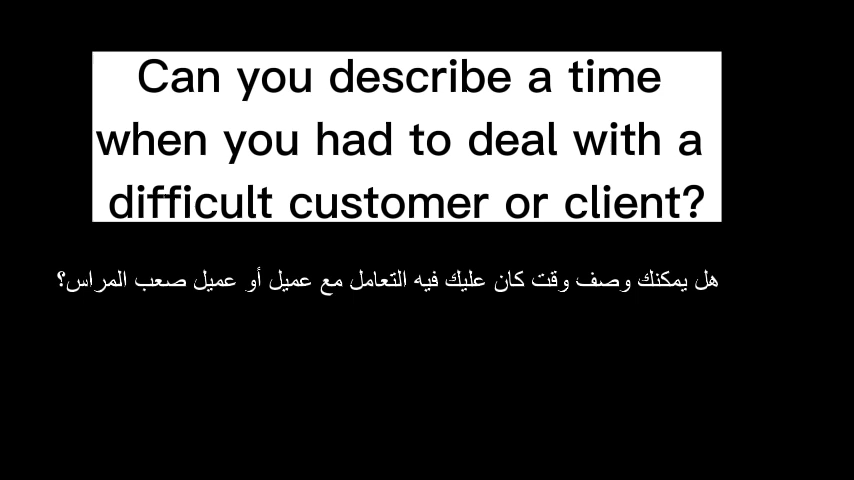 Can you describe a time
when you had to deal with a
difficult customer or client?
هل يمكنك وصف وقت كان عليك فيه التعامل مع عميل أو عميل صعب المراس؟